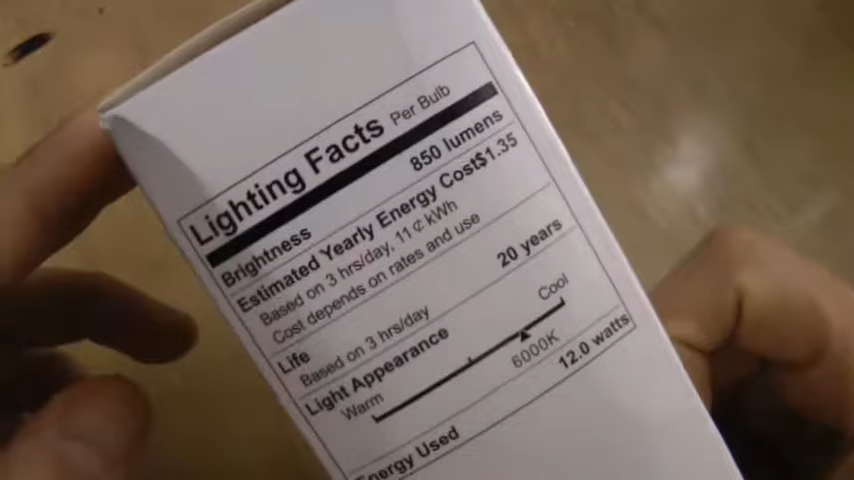 Lighting Facts Per Bulb
Brightness 850 lumens
Estimated Yearly Energy Cost$1.35
Based on 3 hrs/day, 11 ¢ kWh
Cost depends on rates and use
Life 20 years
Based on 3 hrs/day
Light Appearance
Warm Cool
6000K
Energy Used 12.0 watts